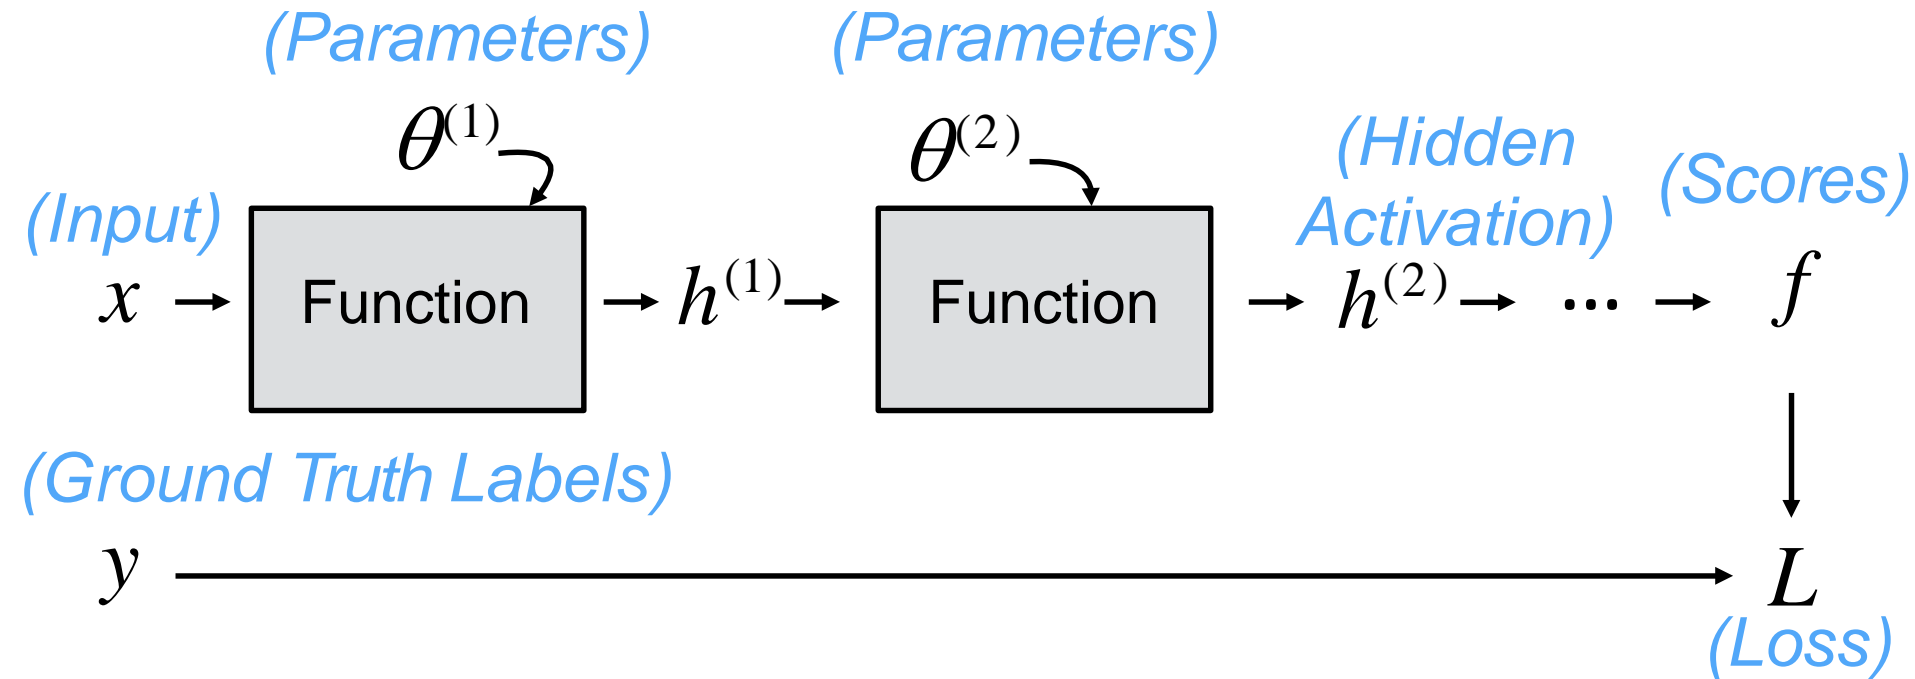 (Parameters) (Parameters)
θ⁽¹⁾ θ⁽²⁾
(Hidden
Activation)
(Scores)
(Input)
x → Function → h⁽¹⁾ → Function → h⁽²⁾ → ... → f
(Ground Truth Labels)
y
L
(Loss)